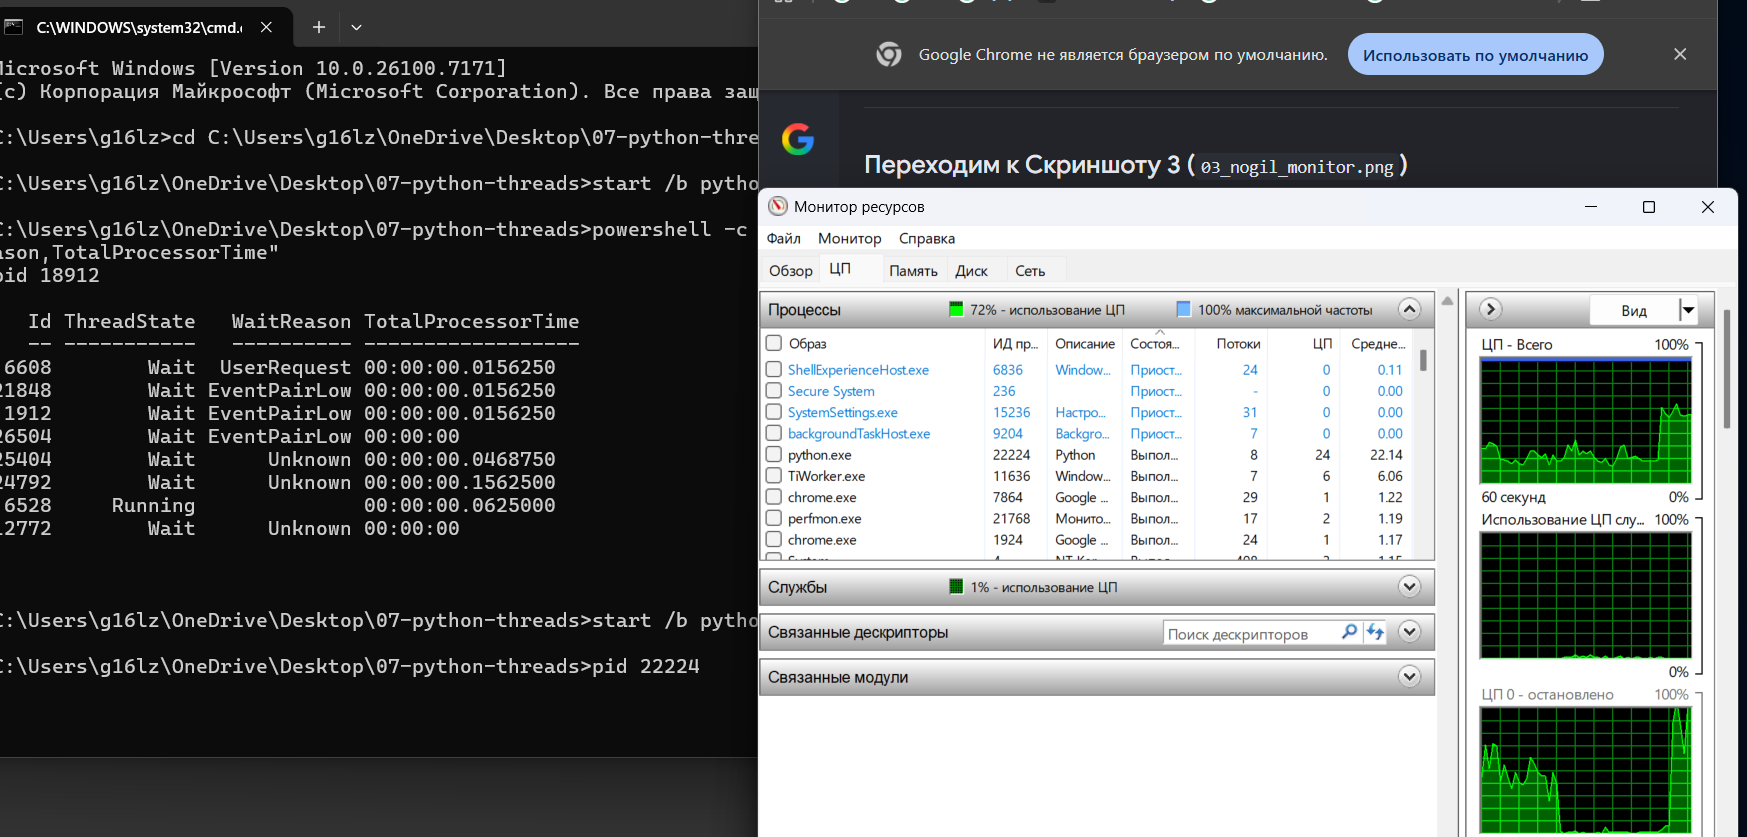 C:\WINDOWS\system32\cmd.
Microsoft Windows [Version 10.0.26100.7171]
(c) Корпорация Майкрософт (Microsoft Corporation). Все права защ
C:\Users\g16lz>cd C:\Users\g16lz\OneDrive\Desktop\07-python-thre
C:\Users\g16lz\OneDrive\Desktop\07-python-threads>start /b pytho
C:\Users\g16lz\OneDrive\Desktop\07-python-threads>powershell -c
ason,TotalProcessorTime"
pid 18912
Id ThreadState WaitReason TotalProcessorTime
-- ----------- ---------- ------------------
6608 Wait UserRequest 00:00:00.0156250
21848 Wait EventPairLow 00:00:00.0156250
1912 Wait EventPairLow 00:00:00.0156250
26504 Wait EventPairLow 00:00:00
25404 Wait Unknown 00:00:00.0468750
24792 Wait Unknown 00:00:00.1562500
6528 Running 00:00:00.0625000
12772 Wait Unknown 00:00:00
C:\Users\g16lz\OneDrive\Desktop\07-python-threads>start /b pytho
C:\Users\g16lz\OneDrive\Desktop\07-python-threads>pid 22224
Google Chrome не является браузером по умолчанию. Использовать по умолчанию
Переходим к Скриншоту 3 ( 03_nogil_monitor.png )
Монитор ресурсов
Файл Монитор Справка
Обзор ЦП Память Диск Сеть
Процессы 72% - использование ЦП 100% максимальной частоты
Образ ИД пр... Описание Состоя... Потоки ЦП Средне...
ShellExperienceHost.exe 6836 Window... Приост... 24 0 0.11
Secure System 236 Приост... - 0 0.00
SystemSettings.exe 15236 Настро... Приост... 31 0 0.00
backgroundTaskHost.exe 9204 Backgro... Приост... 7 0 0.00
python.exe 22224 Python Выпол... 8 24 22.14
TiWorker.exe 11636 Window... Выпол... 7 6 6.06
chrome.exe 7864 Google ... Выпол... 29 1 1.22
perfmon.exe 21768 Монито... Выпол... 17 2 1.19
chrome.exe 1924 Google ... Выпол... 24 1 1.17
Службы 1% - использование ЦП
Связанные дескрипторы Поиск дескрипторов
Связанные модули
Вид
ЦП - Всего 100%
60 секунд 0%
Использование ЦП слу... 100%
0%
ЦП 0 - остановлено 100%